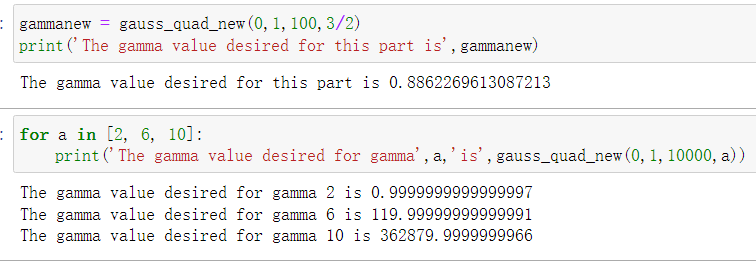 : gammanew = gauss_quad_new(0,1,100,3/2)
print('The gamma value desired for this part is',gammanew)
The gamma value desired for this part is 0.8862269613087213
: for a in [2, 6, 10]:
print('The gamma value desired for gamma',a,'is',gauss_quad_new(0,1,10000,a))
The gamma value desired for gamma 2 is 0.9999999999999997
The gamma value desired for gamma 6 is 119.99999999999991
The gamma value desired for gamma 10 is 362879.9999999966